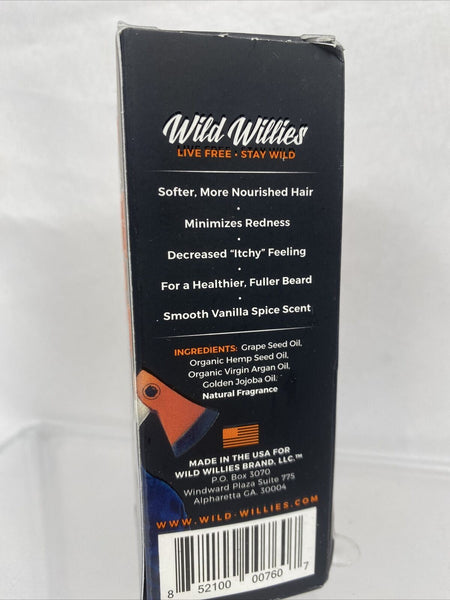 Wild Willies
LIVE FREE • STAY WILD
Softer, More Nourished Hair
•
Minimizes Redness
•
Decreased "Itchy" Feeling
•
For a Healthier, Fuller Beard
•
Smooth Vanilla Spice Scent
INGREDIENTS: Grape Seed Oil,
Organic Hemp Seed Oil,
Organic Virgin Argan Oil,
Golden Jojoba Oil.
Natural Fragrance
MADE IN THE USA FOR
WILD WILLIES BRAND, LLC.™
P.O. Box 3070
Windward Plaza Suite 775
Alpharetta GA. 30004
WWW.WILD-WILLIES.COM
8 52100 00760 7